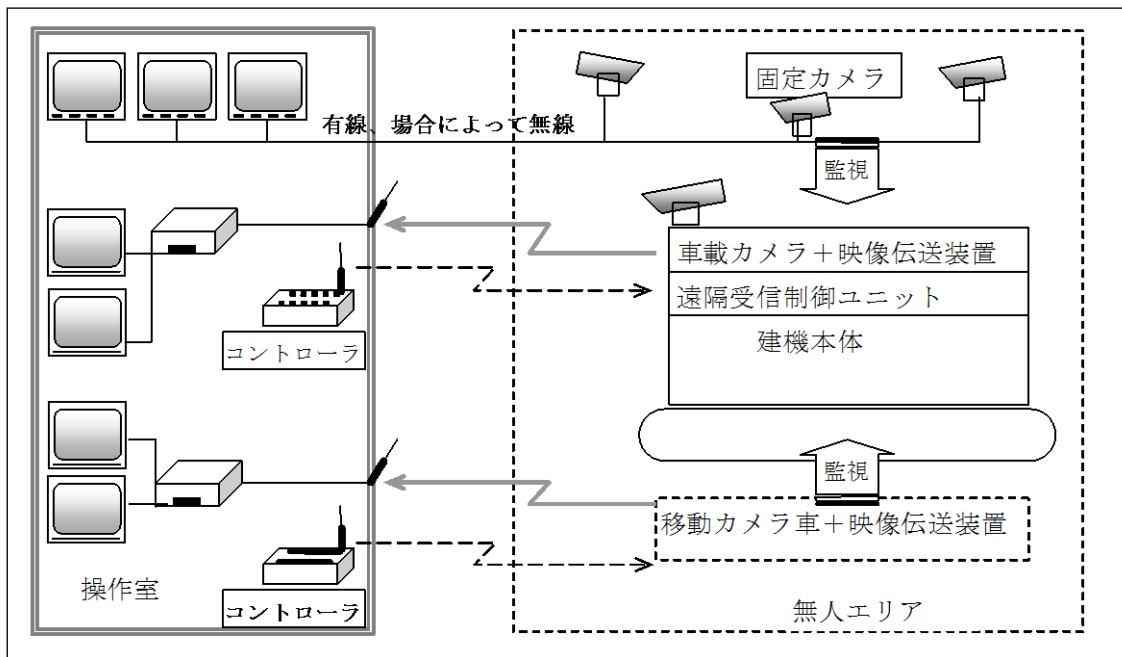 固定カメラ
有線、場合によって無線
監視
車載カメラ＋映像伝送装置
遠隔受信制御ユニット
コントローラ
建機本体
監視
移動カメラ車＋映像伝送装置
操作室
コントローラ
無人エリア